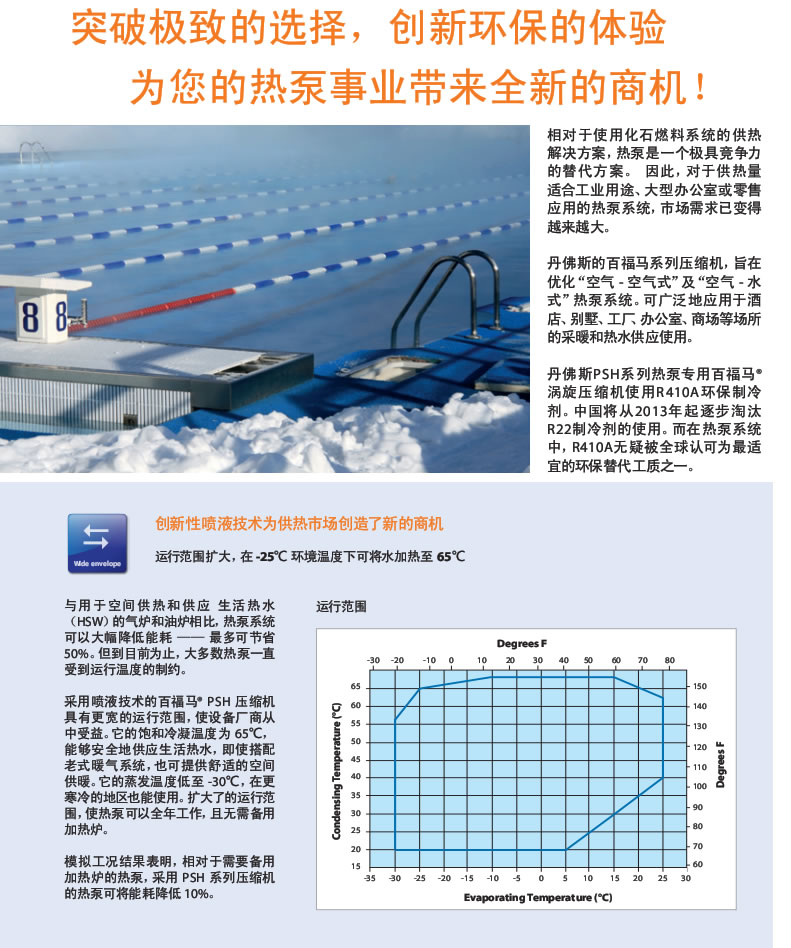 突破极致的选择，创新环保的体验
为您的热泵事业带来全新的商机！
8 8
相对于使用化石燃料系统的供热
解决方案，热泵是一个极具竞争力
的替代方案。 因此，对于供热量
适合工业用途、大型办公室或零售
应用的热泵系统，市场需求已变得
越来越大。
丹佛斯的百福马系列压缩机，旨在
优化“空气 - 空气式”及“空气 - 水
式”热泵系统。可广泛地应用于酒
店、别墅、工厂、办公室、商场等场所
的采暖和热水供应使用。
丹佛斯PSH系列热泵专用百福马®
涡旋压缩机使用R410A环保制冷
剂。中国将从2013年起逐步淘汰
R22制冷剂的使用。而在热泵系统
中，R410A无疑被全球认可为最适
宜的环保替代工质之一。
Wide envelope
创新性喷液技术为供热市场创造了新的商机
运行范围扩大，在 -25℃ 环境温度下可将水加热至 65℃
与用于空间供热和供应 生活热水
（HSW）的气炉和油炉相比，热泵系统
可以大幅降低能耗 —— 最多可节省
50%。但到目前为止，大多数热泵一直
受到运行温度的制约。
采用喷液技术的百福马® PSH 压缩机
具有更宽的运行范围，使设备厂商从
中受益。它的饱和冷凝温度为 65℃，
能够安全地供应生活热水，即使搭配
老式暖气系统，也可提供舒适的空间
供暖。它的蒸发温度低至 -30℃，在更
寒冷的地区也能使用。扩大了的运行范
围，使热泵可以全年工作，且无需备用
加热炉。
模拟工况结果表明，相对于需要备用
加热炉的热泵，采用 PSH 系列压缩机
的热泵可将能耗降低 10%。
运行范围
Degrees F
-30 -20 -10 0 10 20 30 40 50 60 70 80
Condensing Temperature (°C)
65
60
55
50
45
40
35
30
25
20
15
150
140
130
120
110
100
90
80
70
60
Degrees F
-35 -30 -25 -20 -15 -10 -5 0 5 10 15 20 25 30
Evaporating Temperature (°C)